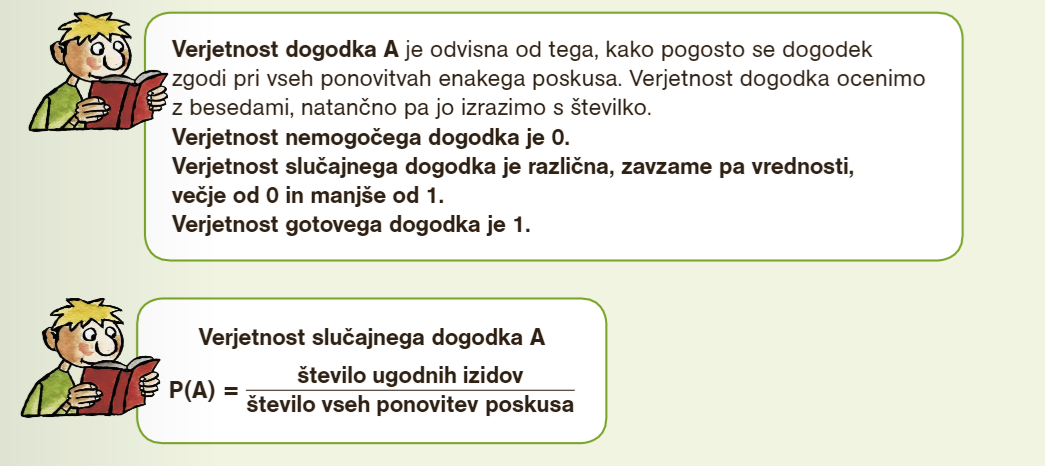 Verjetnost dogodka A je odvisna od tega, kako pogosto se dogodek
zgodi pri vseh ponovitvah enakega poskusa. Verjetnost dogodka ocenimo
z besedami, natančno pa jo izrazimo s številko.
Verjetnost nemogočega dogodka je 0.
Verjetnost slučajnega dogodka je različna, zavzame pa vrednosti,
večje od 0 in manjše od 1.
Verjetnost gotovega dogodka je 1.
Verjetnost slučajnega dogodka A
P(A) = število ugodnih izidov
število vseh ponovitev poskusa